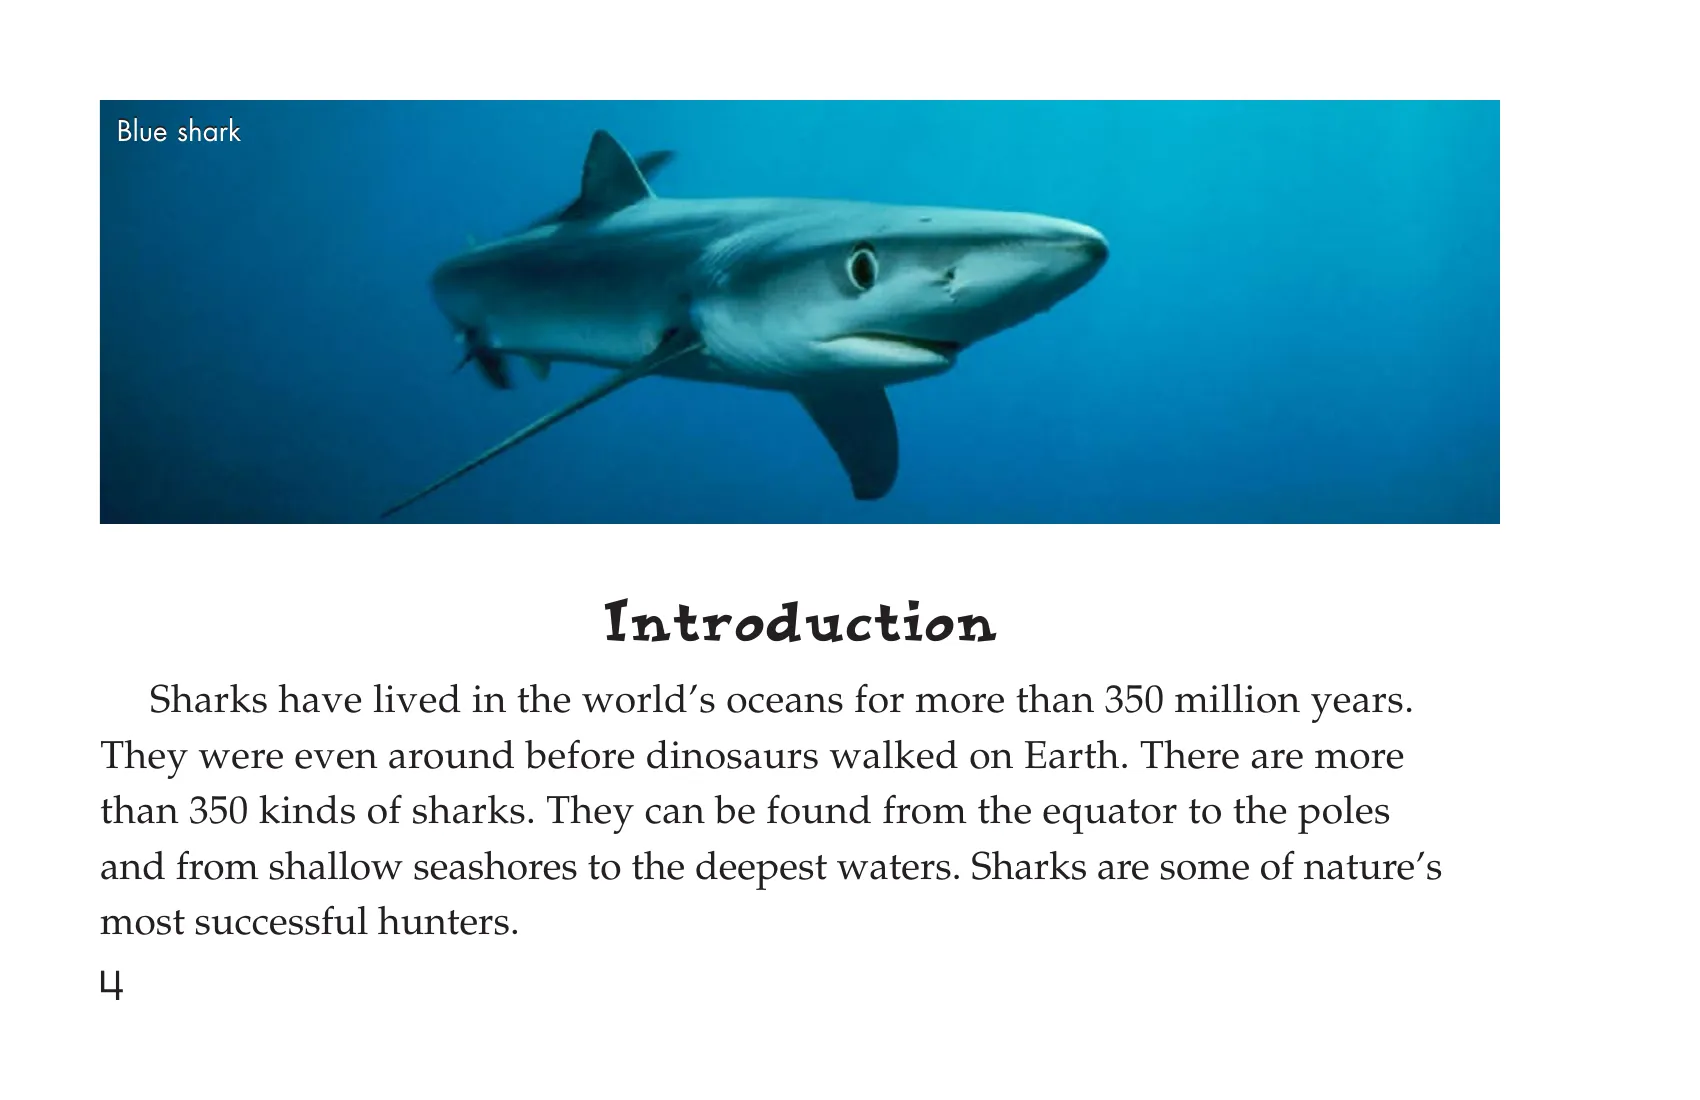 Blue shark
Introduction
Sharks have lived in the world’s oceans for more than 350 million years.
They were even around before dinosaurs walked on Earth. There are more
than 350 kinds of sharks. They can be found from the equator to the poles
and from shallow seashores to the deepest waters. Sharks are some of nature’s
most successful hunters.
4